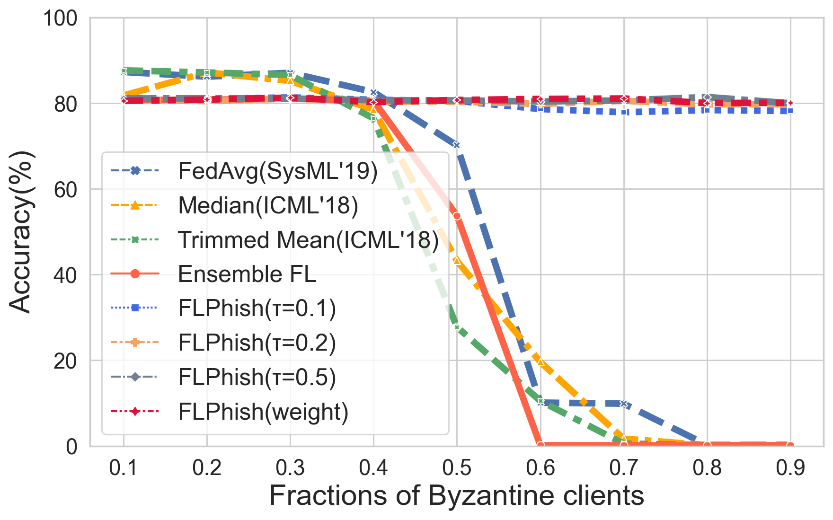 100
80
60
40
20
0
Accuracy(%)
FedAvg(SysML'19)
Median(ICML'18)
Trimmed Mean(ICML'18)
Ensemble FL
FLPhish(τ=0.1)
FLPhish(τ=0.2)
FLPhish(τ=0.5)
FLPhish(weight)
0.1 0.2 0.3 0.4 0.5 0.6 0.7 0.8 0.9
Fractions of Byzantine clients